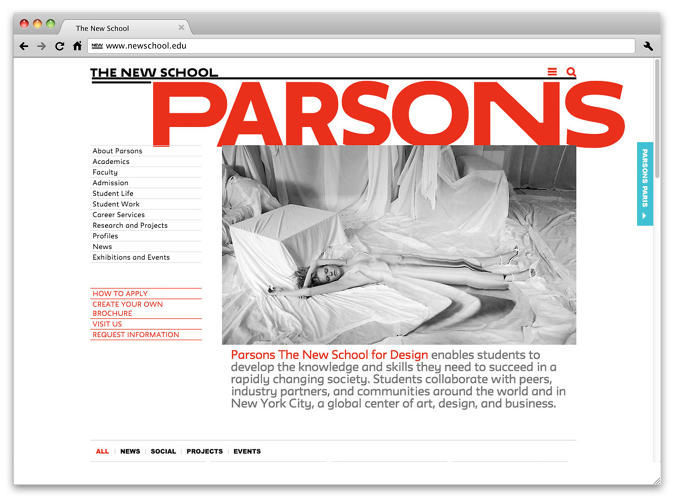 The New School
www.newschool.edu
THE NEW SCHOOL
PARSONS
About Parsons
Academics
Faculty
Admission
Student Life
Student Work
Career Services
Research and Projects
Profiles
News
Exhibitions and Events
HOW TO APPLY
CREATE YOUR OWN
BROCHURE
VISIT US
REQUEST INFORMATION
PARSONS PARIS
Parsons The New School for Design enables students to
develop the knowledge and skills they need to succeed in a
rapidly changing society. Students collaborate with peers,
industry partners, and communities around the world and in
New York City, a global center of art, design, and business.
ALL NEWS SOCIAL PROJECTS EVENTS